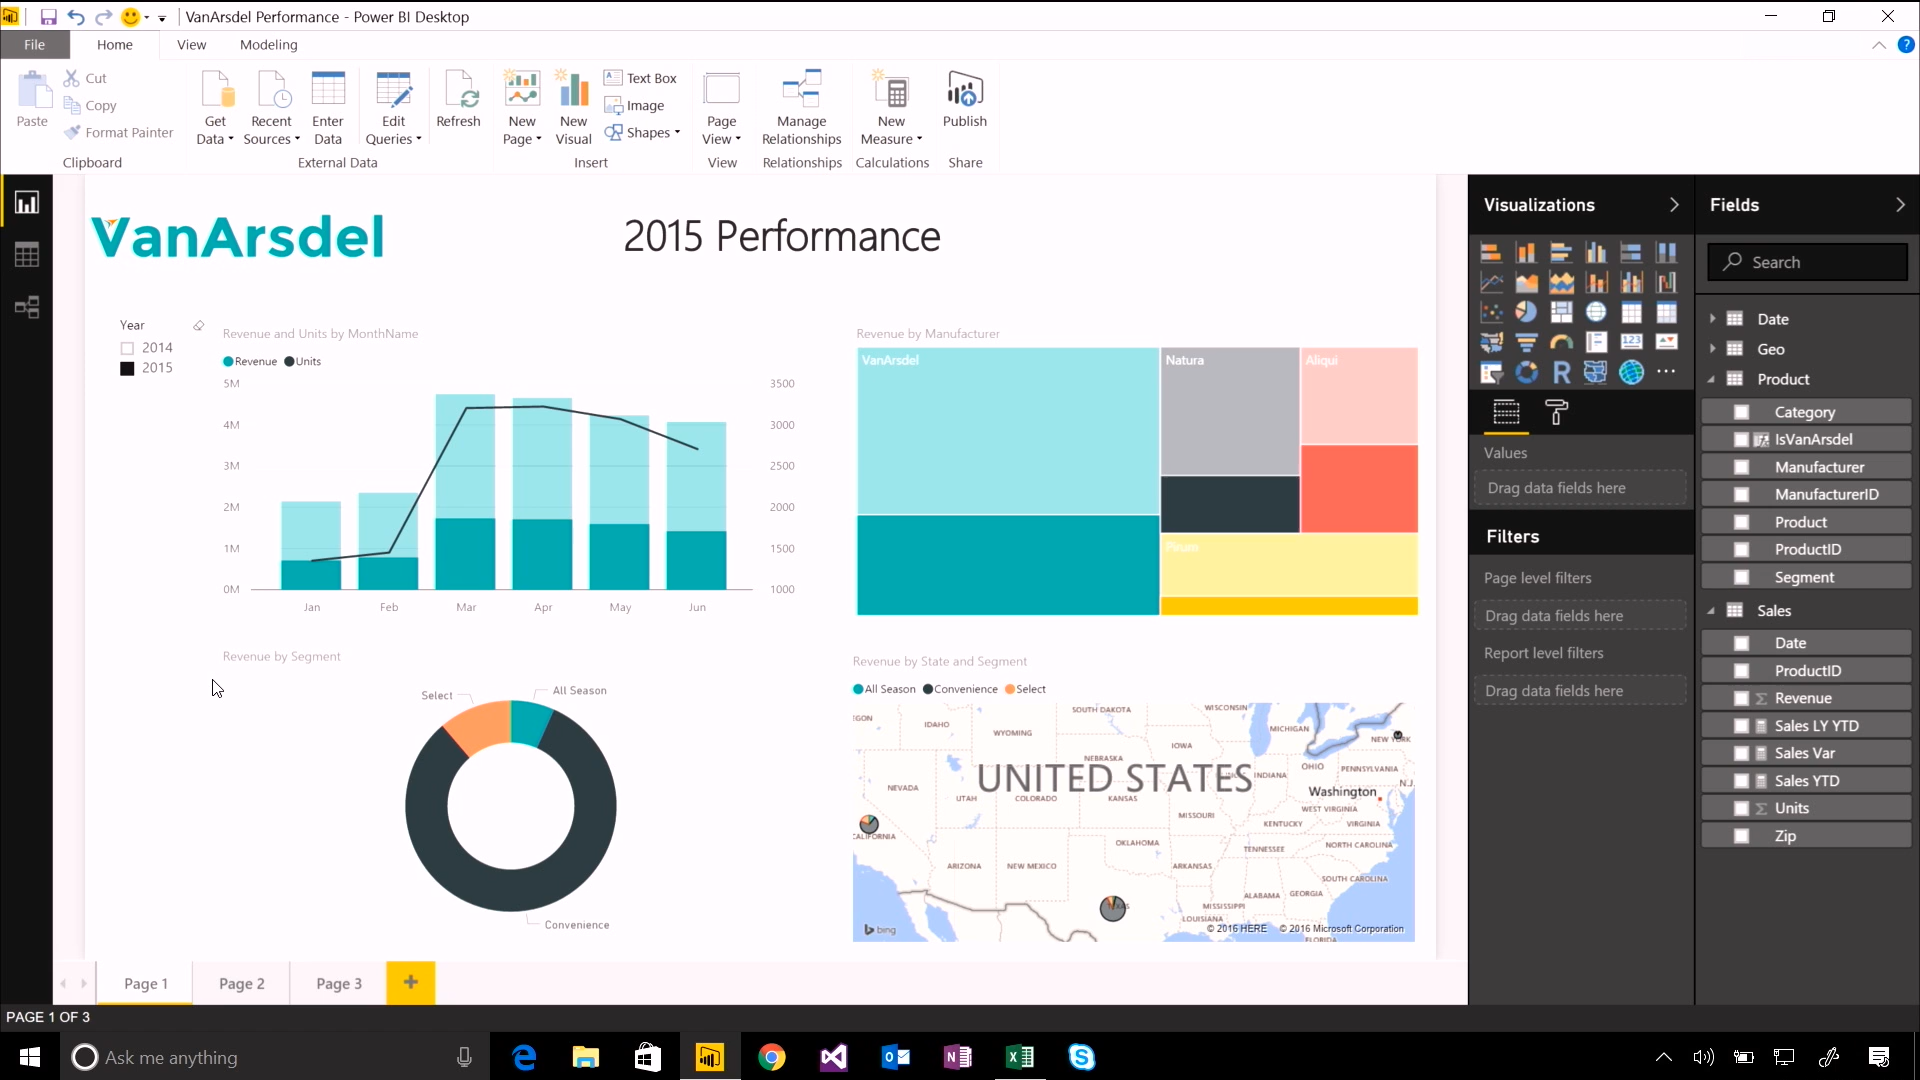 VanArsdel Performance - Power BI Desktop
File Home View Modeling
Paste
Cut
Copy
Format Painter
Get Data
Recent Sources
Enter Data
Edit Queries
Refresh
New Page
New Visual
Text Box
Image
Shapes
Page View
Manage Relationships
New Measure
Publish
Clipboard External Data Insert View Relationships Calculations Share
VanArsdel
2015 Performance
Year
2014
2015
Revenue and Units by MonthName
Revenue Units
5M 3500
4M 3000
3M 2500
2M 2000
1M 1500
0M 1000
Jan Feb Mar Apr May Jun
Revenue by Manufacturer
VanArsdel Natura Aliqui
Pirum
Revenue by Segment
Select All Season
Convenience
Revenue by State and Segment
All Season Convenience Select
EGON
IDAHO
WYOMING
SOUTH DAKOTA
WISCONSIN
MICHIGAN
NEW YORK
IOWA
NEBRASKA
UNITED STATES
INDIANA
OHIO
PENNSYLVANIA
N.J.
NEVADA
UTAH
COLORADO
KANSAS
Washington
MISSOURI
WEST VIRGINIA
KENTUCKY
VIRGINIA
CALIFORNIA
OKLAHOMA
TENNESSEE
NORTH CAROLINA
ARIZONA
NEW MEXICO
ARKANSAS
SOUTH CAROLINA
ALABAMA
GEORGIA
MISSISSIPPI
LOUISIANA
bing
© 2016 HERE © 2016 Microsoft Corporation
FLORIDA
Visualizations
Values
Drag data fields here
Filters
Page level filters
Drag data fields here
Report level filters
Drag data fields here
Fields
Search
Date
Geo
Product
Category
IsVanArsdel
Manufacturer
ManufacturerID
Product
ProductID
Segment
Sales
Date
ProductID
Revenue
Sales LY YTD
Sales Var
Sales YTD
Units
Zip
Page 1 Page 2 Page 3
PAGE 1 OF 3
Ask me anything